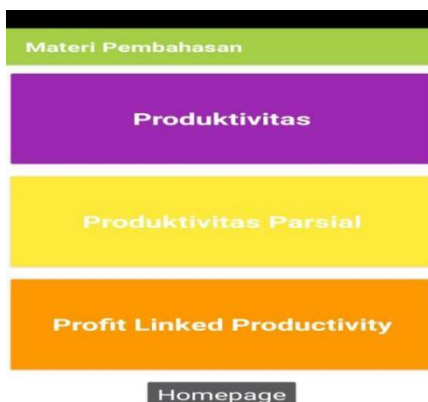 Materi Pembahasan
Produktivitas
Produktivitas Parsial
Profit Linked Productivity
Homepage